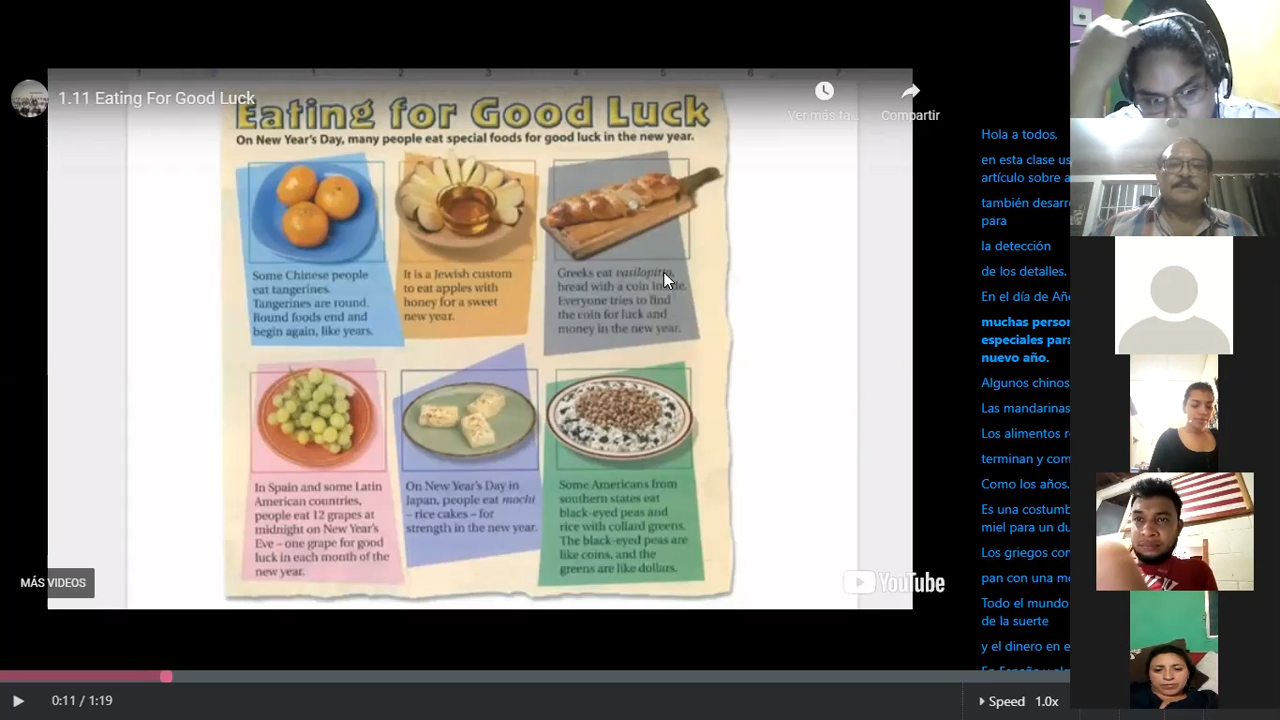 1.11 Eating For Good Luck
Ver más ta...
Compartir
Eating for Good Luck
On New Year's Day, many people eat special foods for good luck in the new year.
Some Chinese people
eat tangerines.
Tangerines are round.
Round foods end and
begin again, like years.
It is a Jewish custom
to eat apples with
honey for a sweet
new year.
Greeks eat vasilopitta,
bread with a coin inside.
Everyone tries to find
the coin for luck and
money in the new year.
In Spain and some Latin
American countries,
people eat 12 grapes at
midnight on New Year's
Eve – one grape for good
luck in each month of the
new year.
On New Year's Day in
Japan, people eat mochi
– rice cakes – for
strength in the new year.
Some Americans from
southern states eat
black-eyed peas and
rice with collard greens.
The black-eyed peas are
like coins, and the
greens are like dollars.
MÁS VIDEOS
YouTube
0:11 / 1:19
Speed 1.0x
Hola a todos,
en esta clase
artículo sobre
también
para
la detección
de los detalles.
En el día de
muchas
especiales
nuevo año.
Algunos chinos
Las mandarinas
Los alimentos
terminan y
Como los años.
Es una
miel para un
Los griegos
pan con una
Todo el mundo
de la suerte
y el dinero en